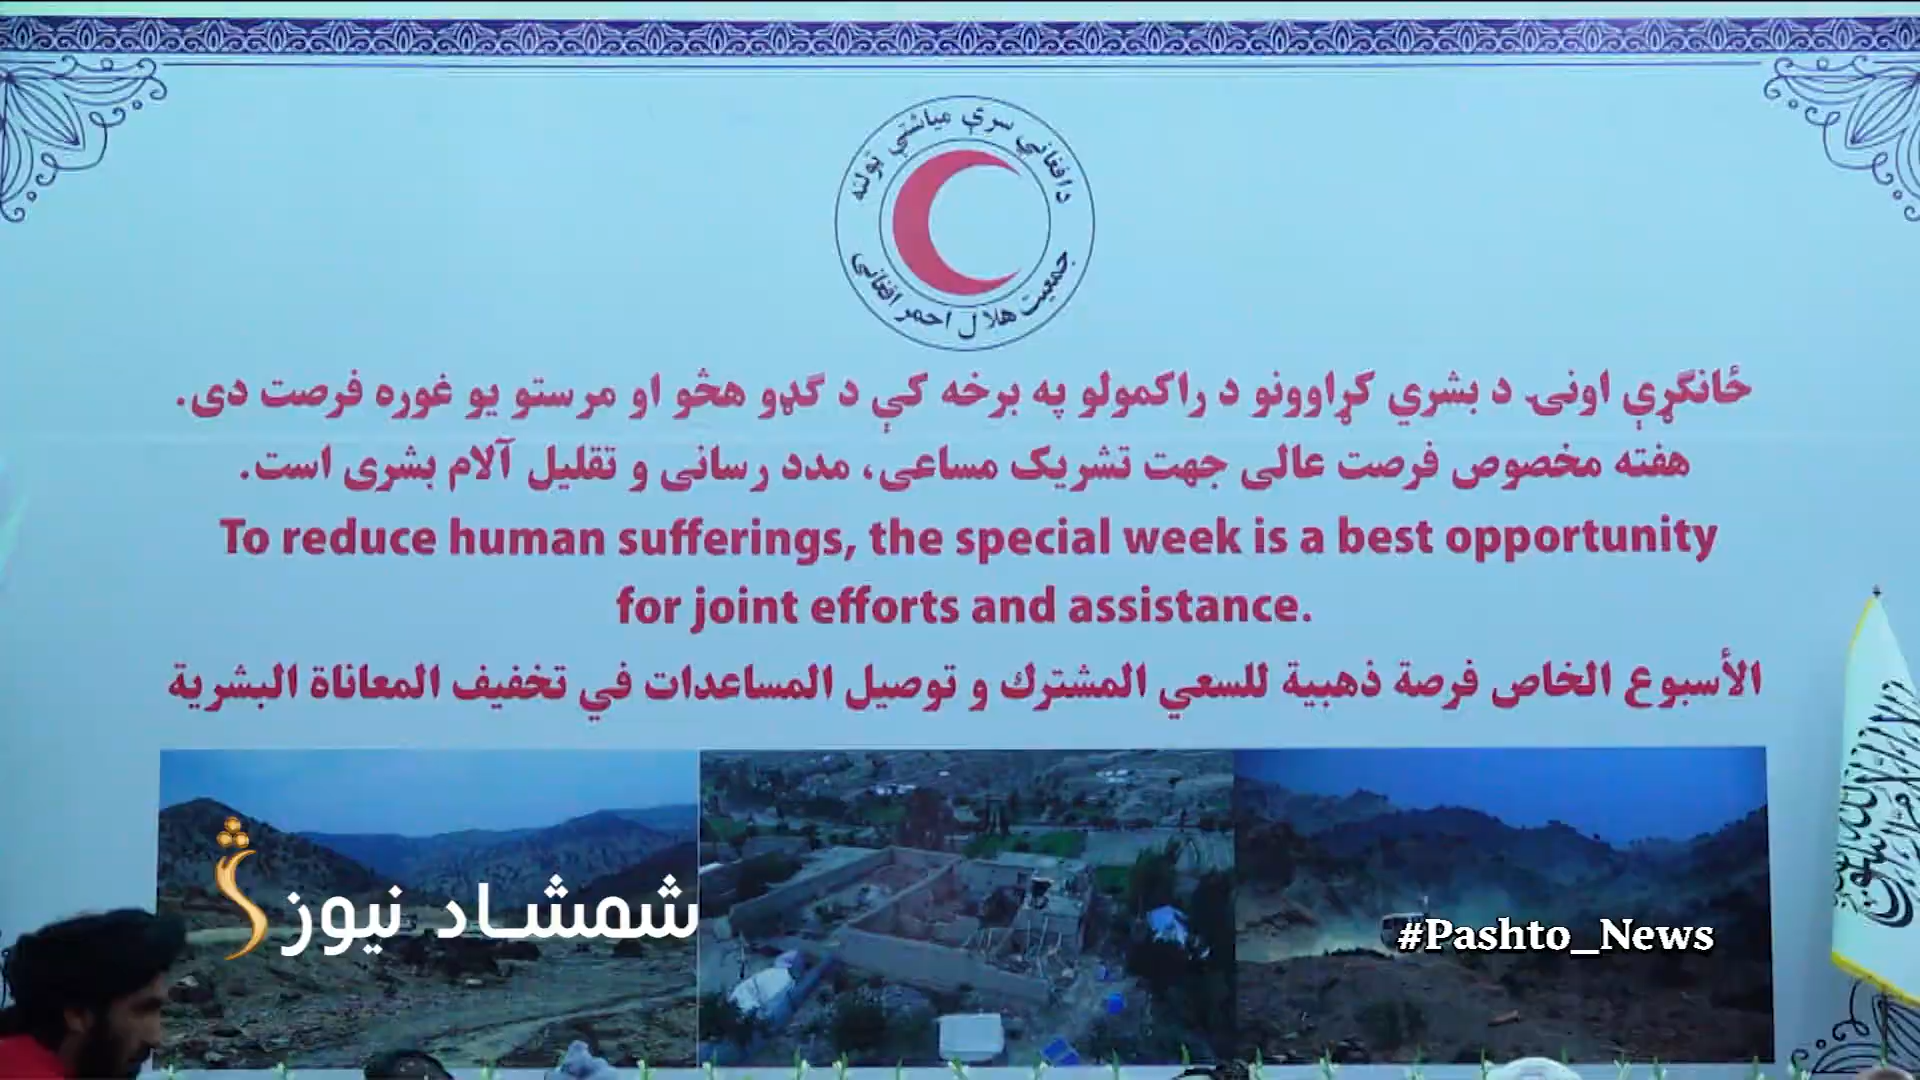 د افغاني سرې میاشتې ټولنه
جمعیت هلال احمر افغانی
ځانګړې اونۍ د بشري کړاوونو د راکمولو په برخه کې د ګډو هڅو او مرستو یو غوره فرصت دی.
هفته مخصوص فرصت عالی جهت تشریک مساعی، مدد رسانی و تقلیل آلام بشری است.
To reduce human sufferings, the special week is a best opportunity
for joint efforts and assistance.
الأسبوع الخاص فرصة ذهبية للسعي المشترك و توصيل المساعدات في تخفيف المعاناة البشرية
شمشاد نیوز
#Pashto_News